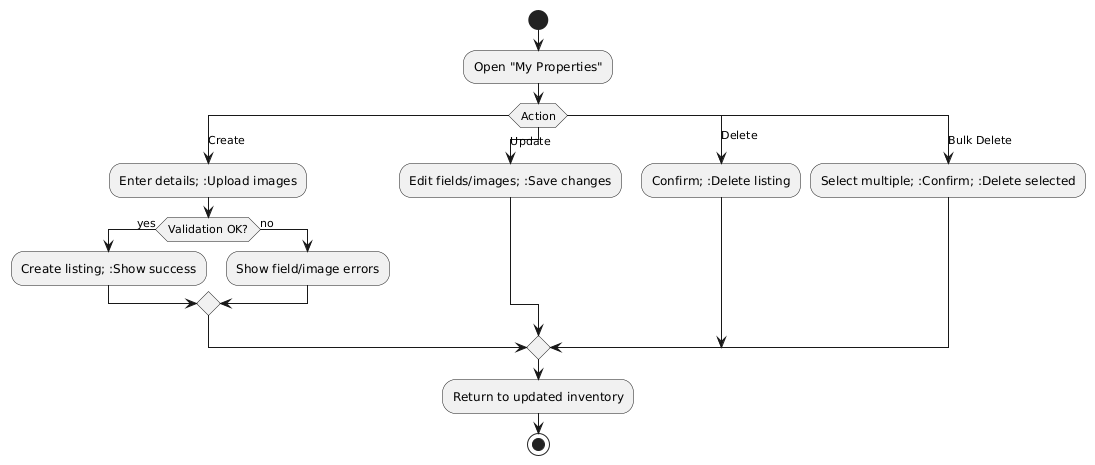 Open "My Properties"
Action
Create
Update
Delete
Bulk Delete
Enter details; :Upload images
Edit fields/images; :Save changes
Confirm; :Delete listing
Select multiple; :Confirm; :Delete selected
yes
Validation OK?
no
Create listing; :Show success
Show field/image errors
Return to updated inventory